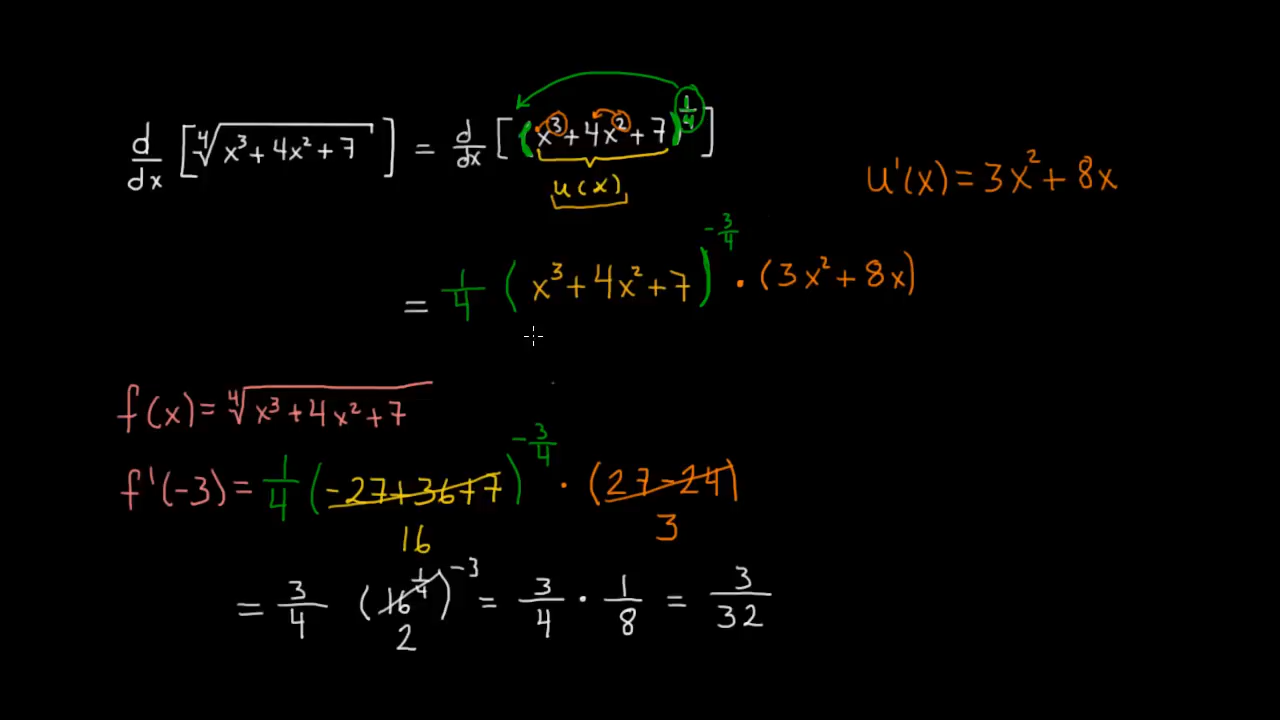 d/dx [∜(x³ + 4x² + 7)] = d/dx [(x³ + 4x² + 7)^(1/4)]
u(x)
u'(x) = 3x² + 8x
= 1/4 (x³ + 4x² + 7)^(-3/4) · (3x² + 8x)
f(x) = ∜(x³ + 4x² + 7)
f'(-3) = 1/4 (-27 + 36 + 7)^(-3/4) · (27 - 24)
16 3
= 3/4 (16^(1/4))^(-3) = 3/4 · 1/8 = 3/32
2